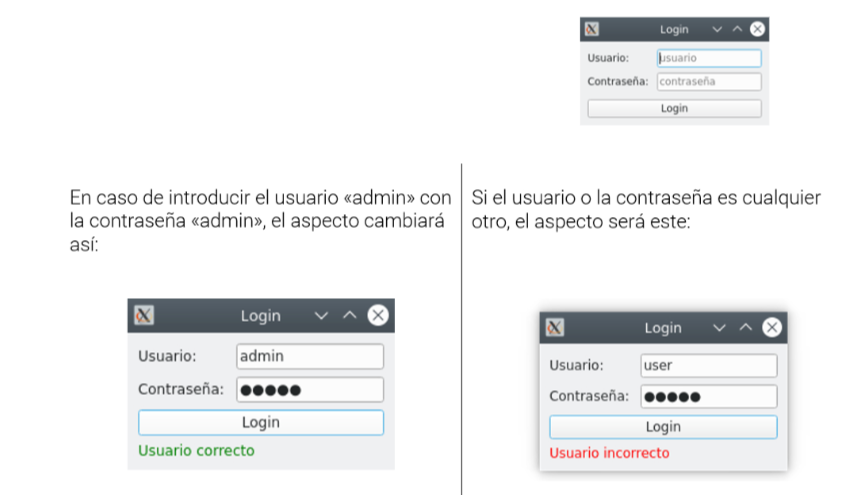 Login
Usuario: usuario
Contraseña: contraseña
Login
En caso de introducir el usuario «admin» con
la contraseña «admin», el aspecto cambiará
así:
Si el usuario o la contraseña es cualquier
otro, el aspecto será este:
Login
Usuario: admin
Contraseña: ●●●●●
Login
Usuario correcto
Login
Usuario: user
Contraseña: ●●●●●
Login
Usuario incorrecto